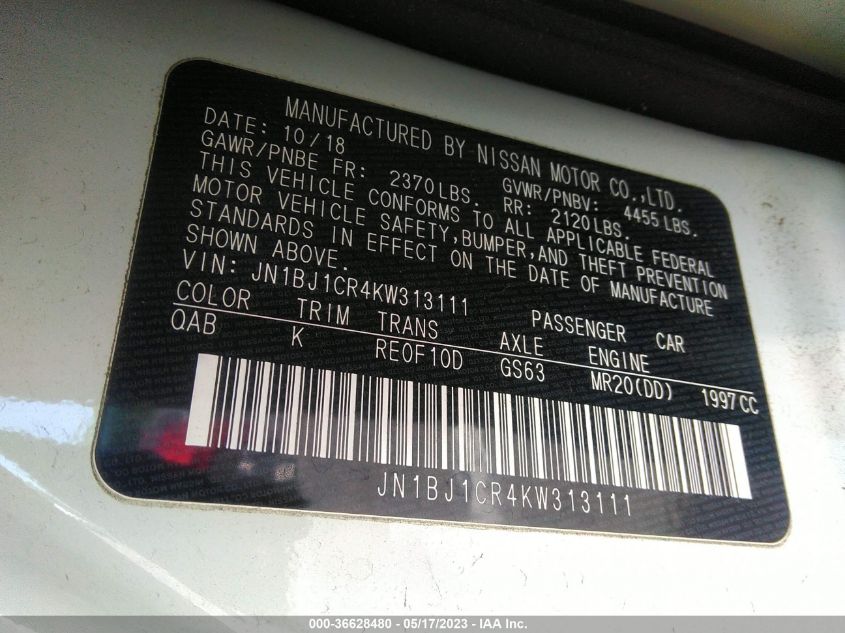 MANUFACTURED BY NISSAN MOTOR CO.,LTD.
DATE: 10/18 GVWR/PNBV: 4455 LBS.
GAWR/PNBE FR: 2370LBS. RR: 2120LBS.
THIS VEHICLE CONFORMS TO ALL APPLICABLE FEDERAL
MOTOR VEHICLE SAFETY,BUMPER,AND THEFT PREVENTION
STANDARDS IN EFFECT ON THE DATE OF MANUFACTURE
SHOWN ABOVE.
VIN: JN1BJ1CR4KW313111 PASSENGER CAR
COLOR TRIM TRANS AXLE ENGINE
QAB K RE0F10D GS63 MR20(DD) 1997CC
JN1BJ1CR4KW313111
000-36628480 - 05/17/2023 - IAA Inc.